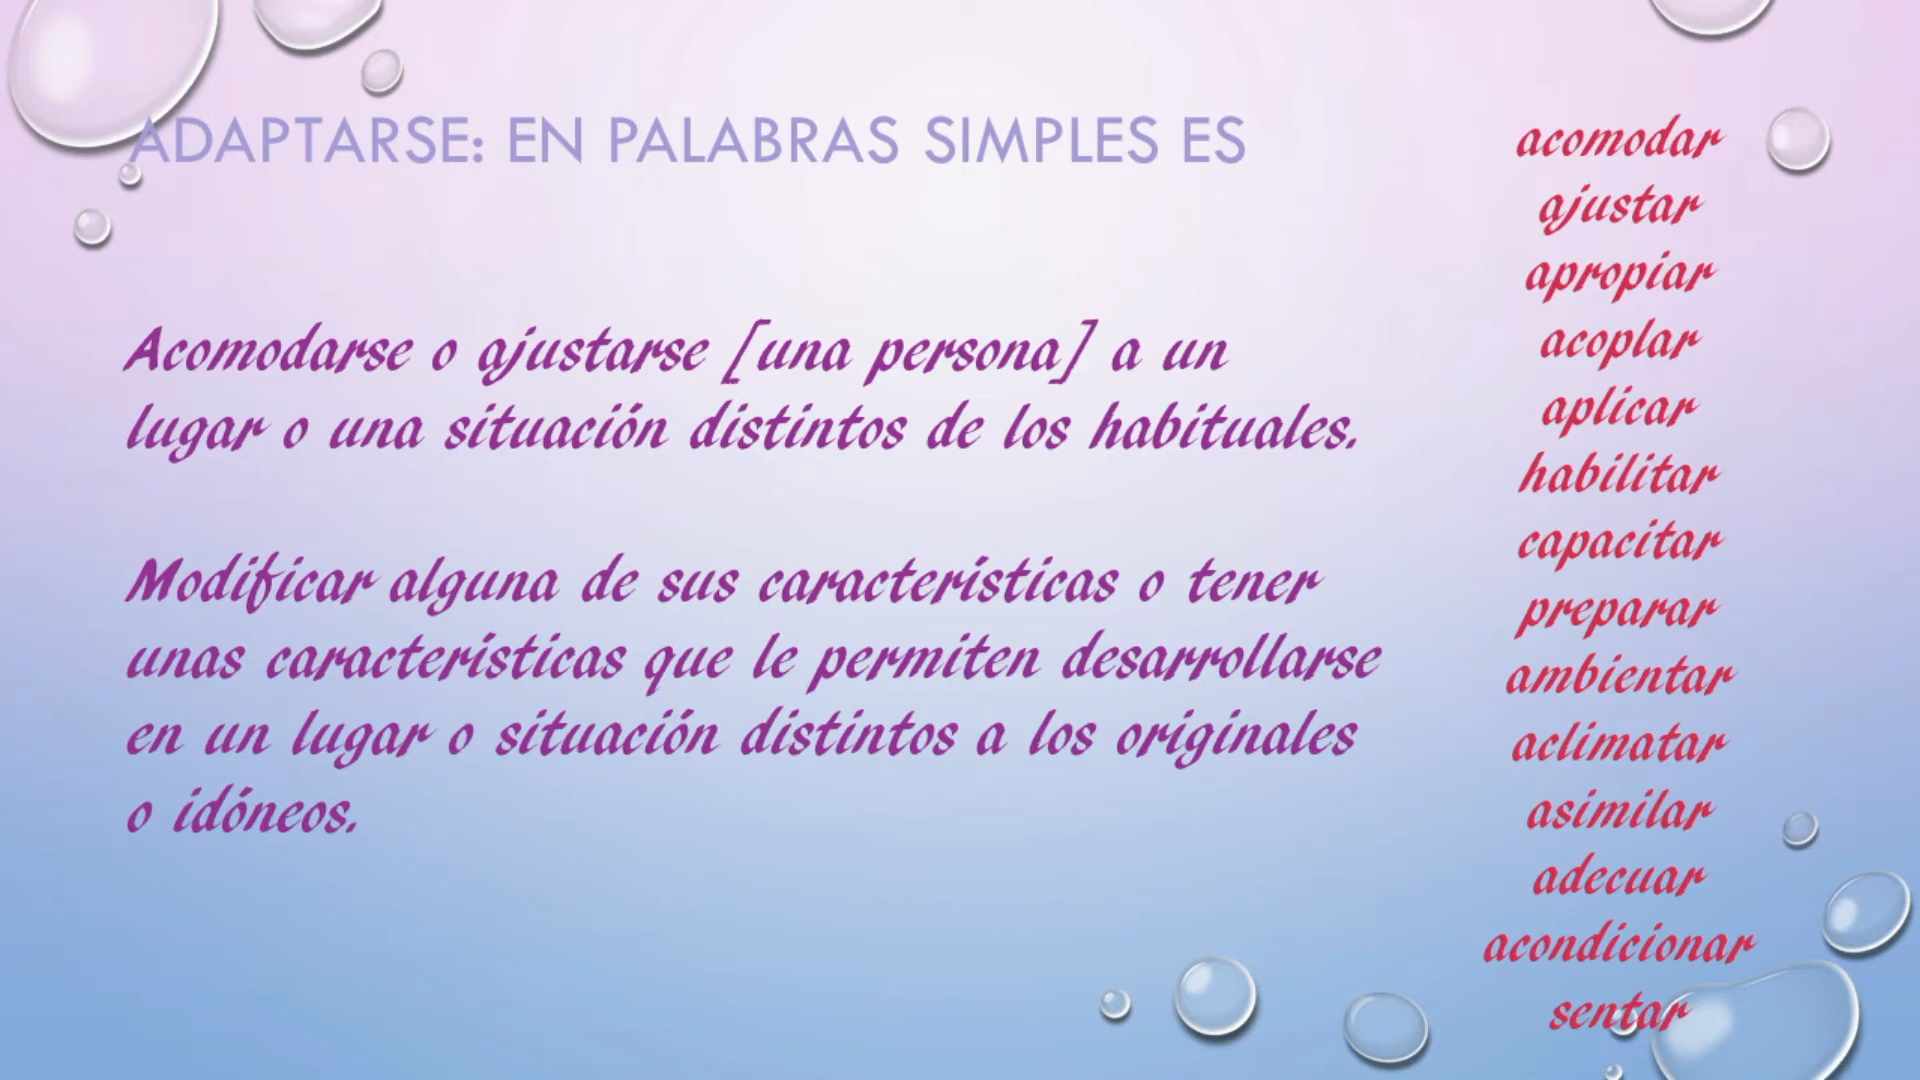 ADAPTARSE: EN PALABRAS SIMPLES ES
Acomodarse o ajustarse [una persona] a un
lugar o una situación distintos de los habituales.
Modificar alguna de sus características o tener
unas características que le permiten desarrollarse
en un lugar o situación distintos a los originales
o idóneos.
acomodar
ajustar
apropiar
acoplar
aplicar
habilitar
capacitar
preparar
ambientar
aclimatar
asimilar
adecuar
acondicionar
sentar